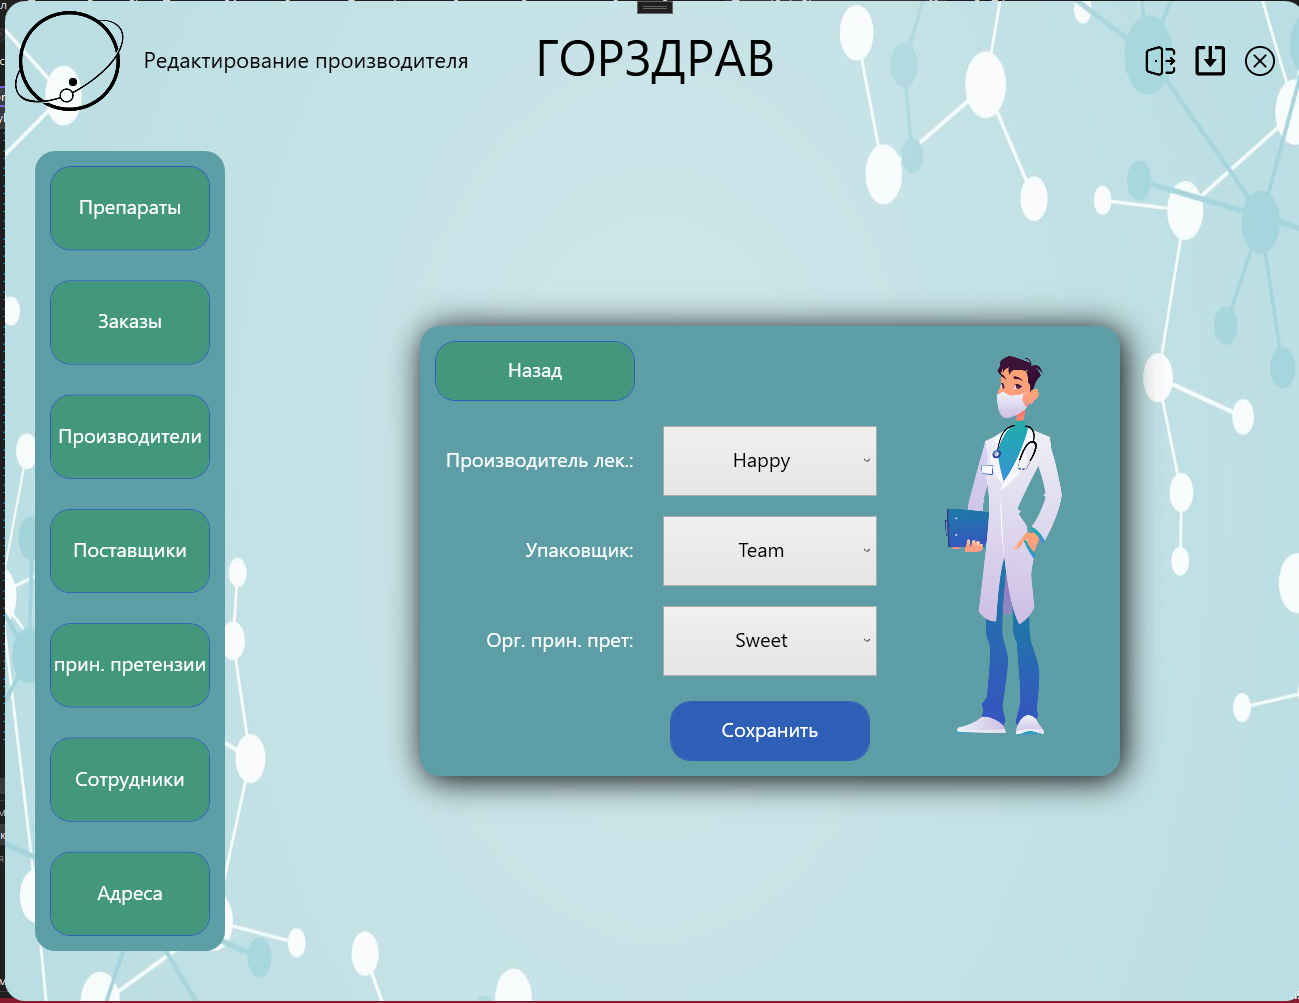 Редактирование производителя
ГОРЗДРАВ
Препараты
Заказы
Производители
Поставщики
прин. претензии
Сотрудники
Адреса
Назад
Производитель лек.: Happy
Упаковщик: Team
Орг. прин. прет: Sweet
Сохранить